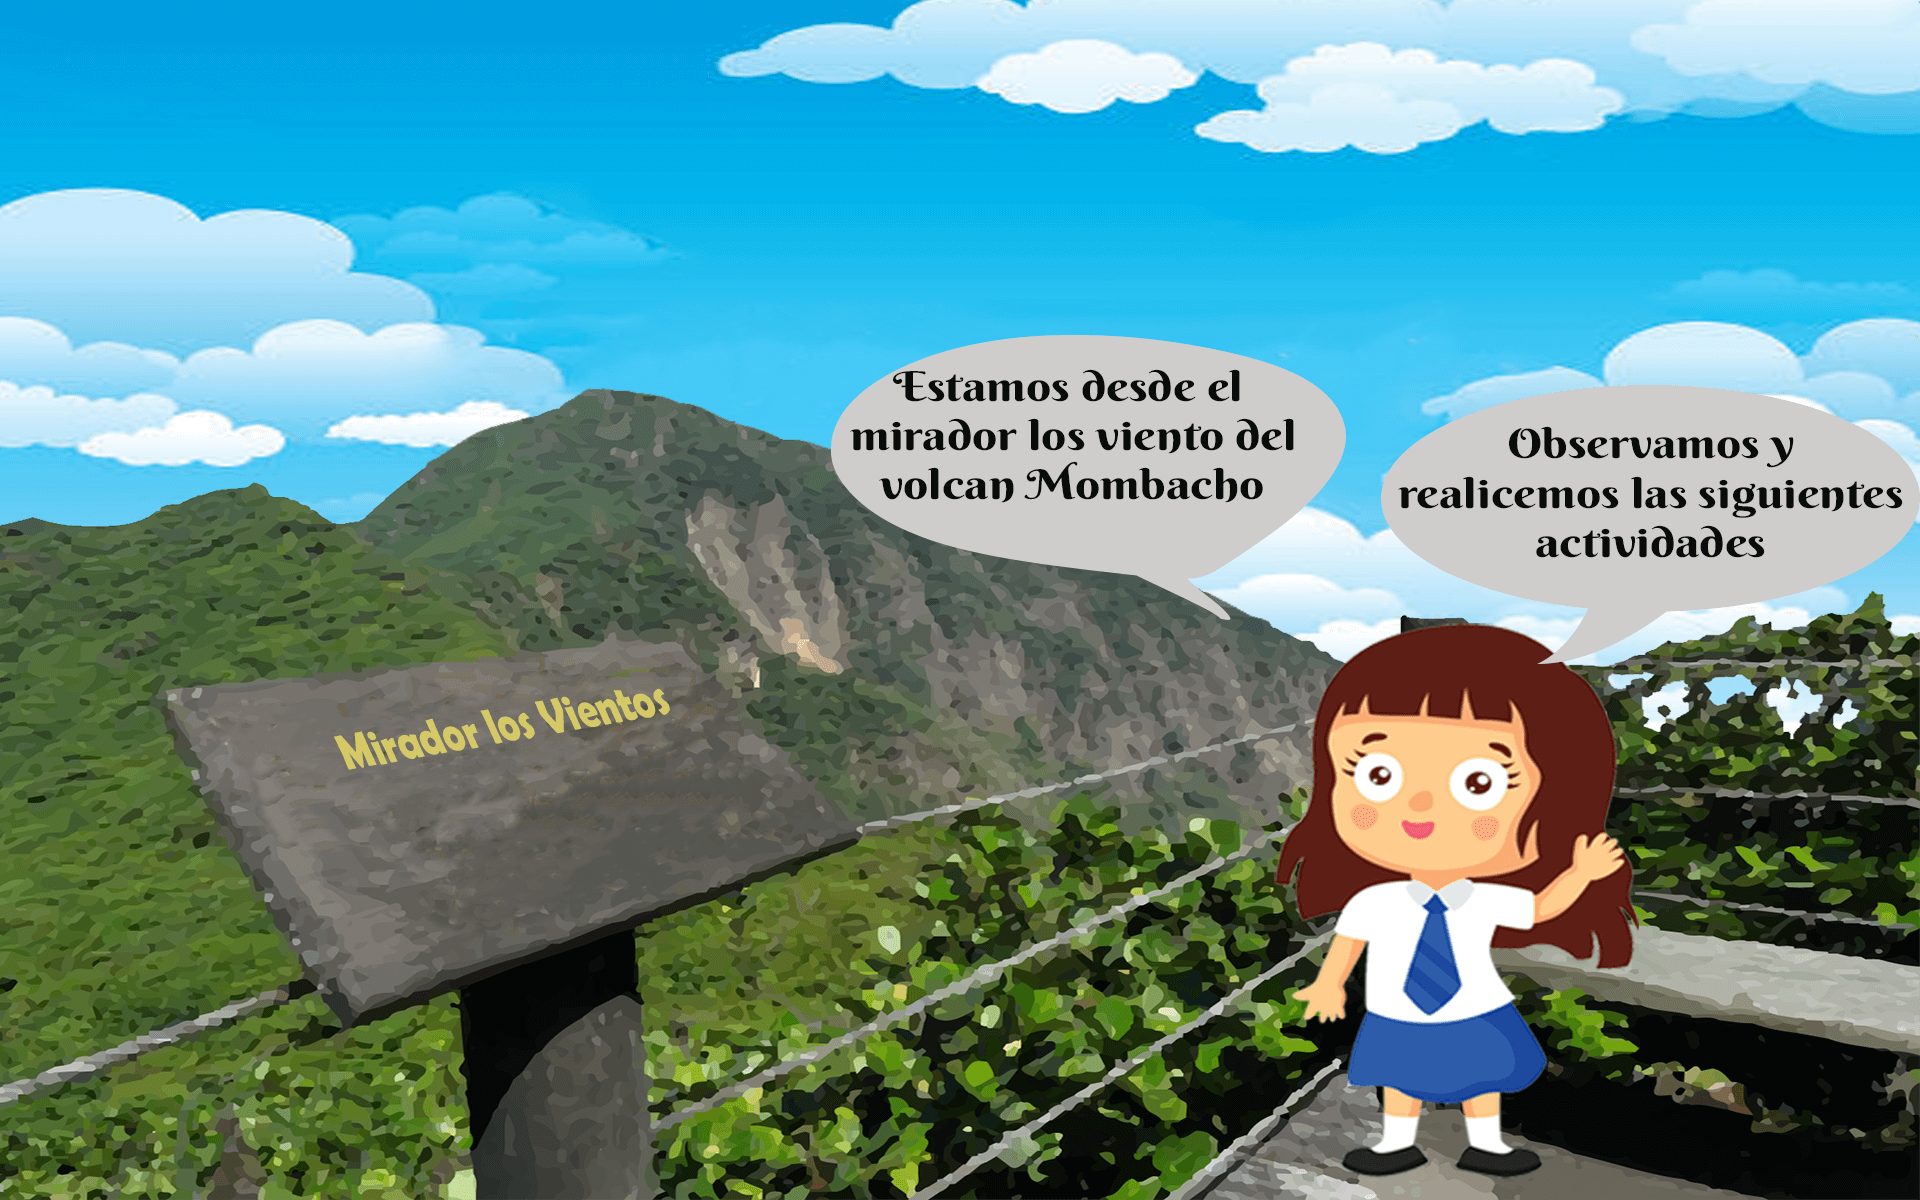 Estamos desde el
mirador los viento del
volcan Mombacho
Observamos y
realicemos las siguientes
actividades
Mirador los Vientos